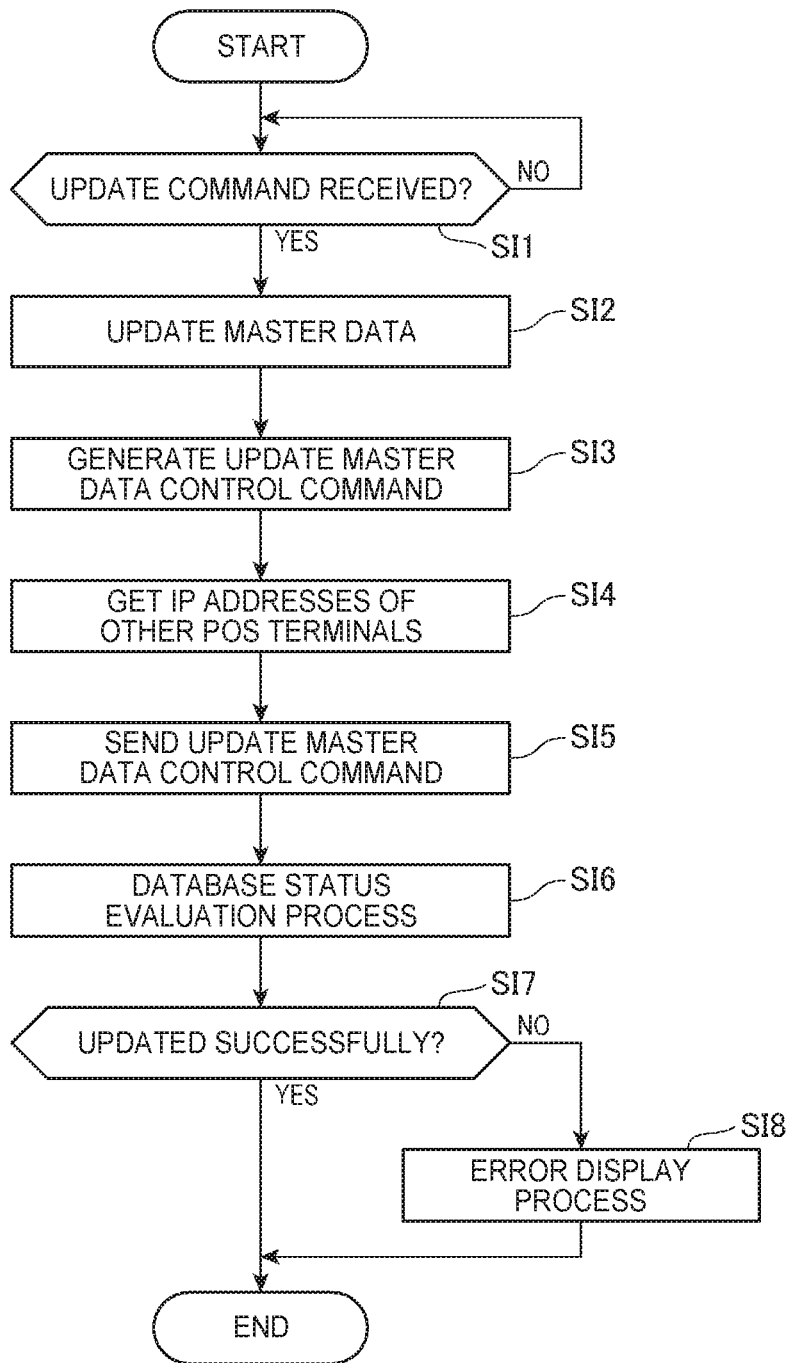 START
UPDATE COMMAND RECEIVED?
NO
YES
SI1
UPDATE MASTER DATA
SI2
GENERATE UPDATE MASTER
DATA CONTROL COMMAND
SI3
GET IP ADDRESSES OF
OTHER POS TERMINALS
SI4
SEND UPDATE MASTER
DATA CONTROL COMMAND
SI5
DATABASE STATUS
EVALUATION PROCESS
SI6
SI7
UPDATED SUCCESSFULLY?
NO
YES
SI8
ERROR DISPLAY
PROCESS
END